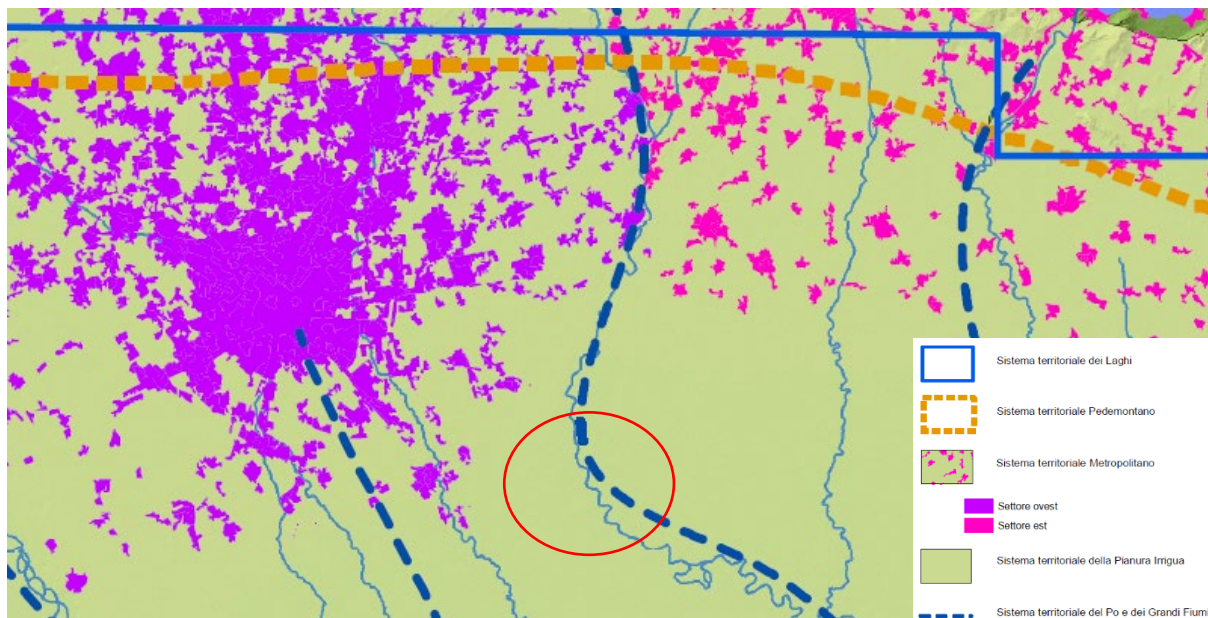 Sistema territoriale dei Laghi
Sistema territoriale Pedemontano
Sistema territoriale Metropolitano
Settore ovest
Settore est
Sistema territoriale della Pianura Irrigua
Sistema territoriale del Po e dei Grandi Fiumi